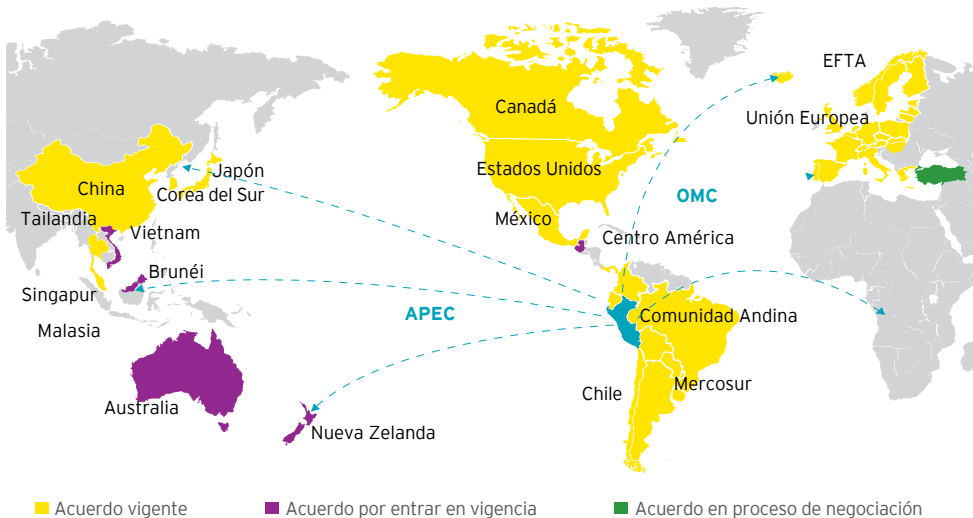 EFTA
Canadá
Unión Europea
Japón
Estados Unidos
China
Corea del Sur
OMC
Tailandia
México
Vietnam
Centro América
Brunéi
Singapur
APEC
Comunidad Andina
Malasia
Mercosur
Chile
Australia
Nueva Zelanda
Acuerdo vigente
Acuerdo por entrar en vigencia
Acuerdo en proceso de negociación